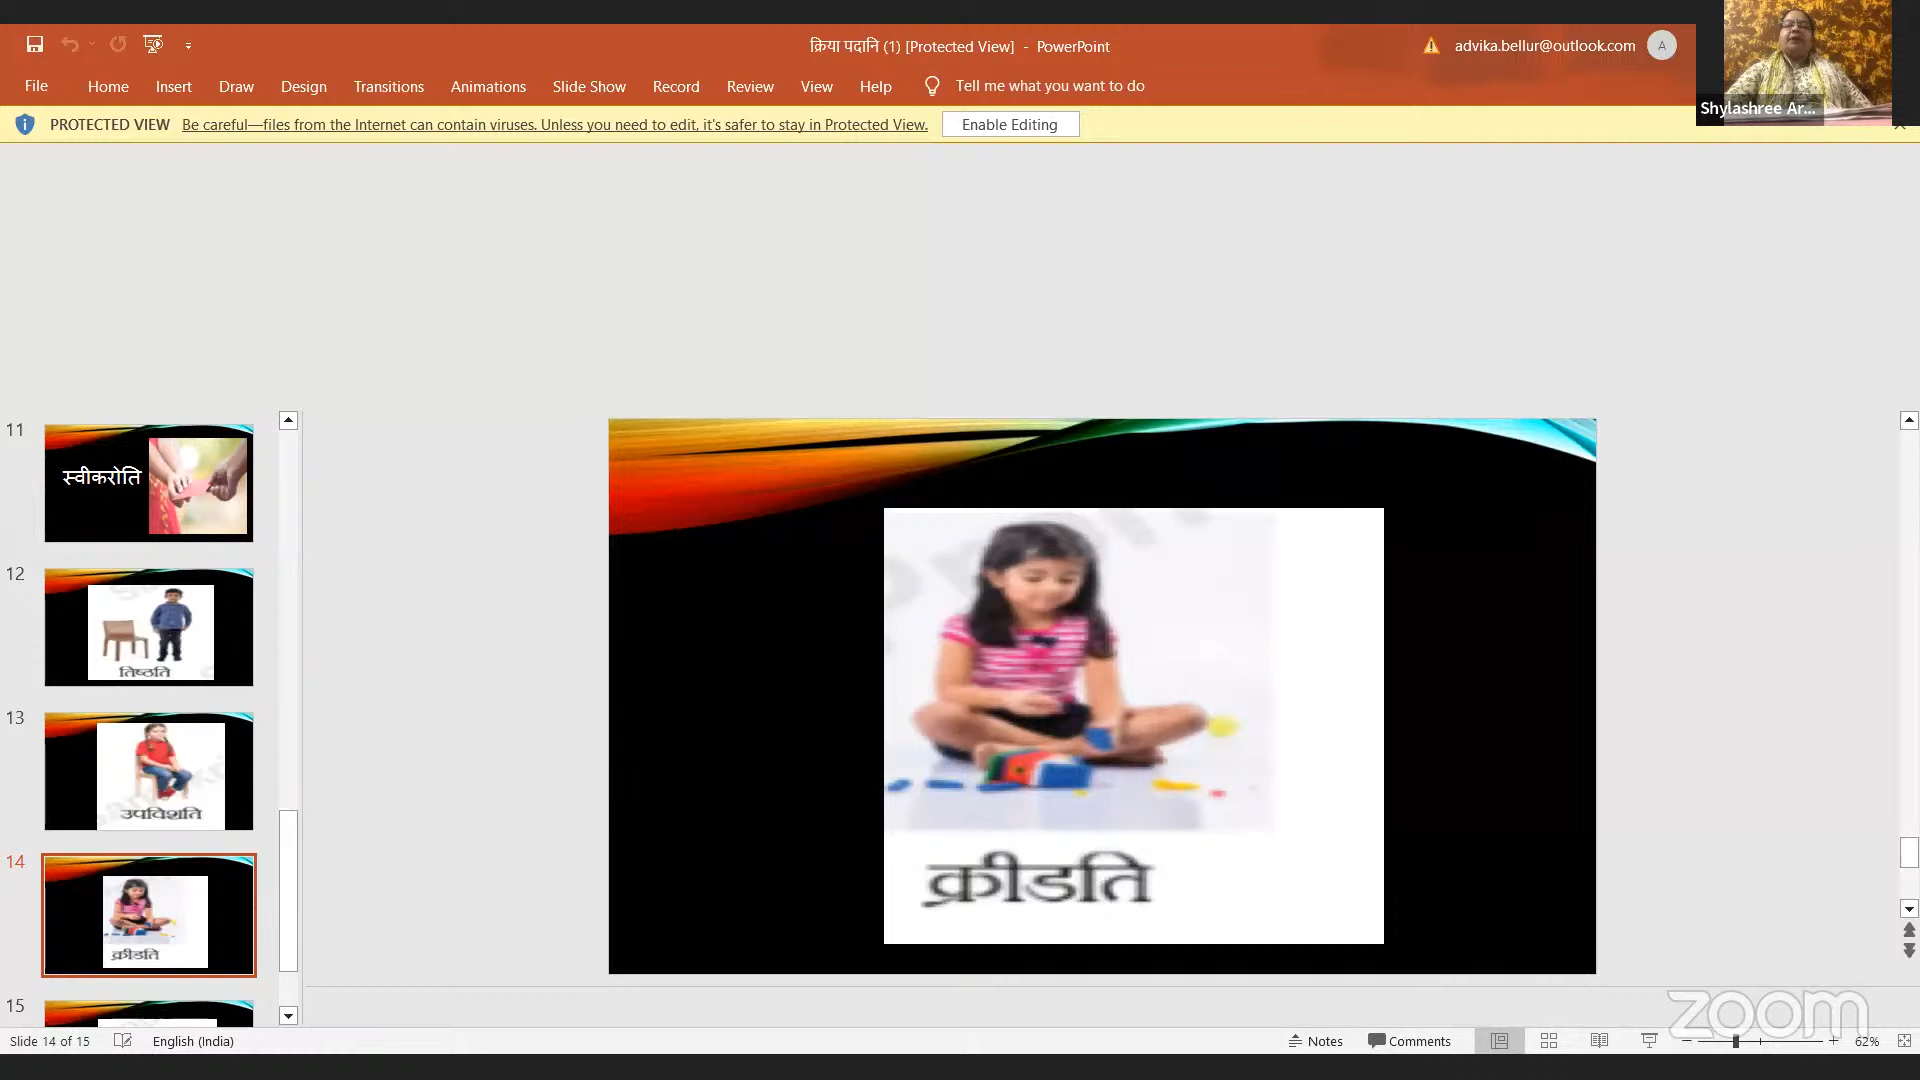 क्रिया पदानि (1) [Protected View] - PowerPoint
advika.bellur@outlook.com
A
File Home Insert Draw Design Transitions Animations Slide Show Record Review View Help Tell me what you want to do
Shylashree Ar...
PROTECTED VIEW Be careful—files from the Internet can contain viruses. Unless you need to edit, it's safer to stay in Protected View. Enable Editing
11
स्वीकरोति
12
तिष्ठति
13
उपविशति
14
क्रीडति
15
क्रीडति
zoom
Slide 14 of 15 English (India) Notes Comments 62%